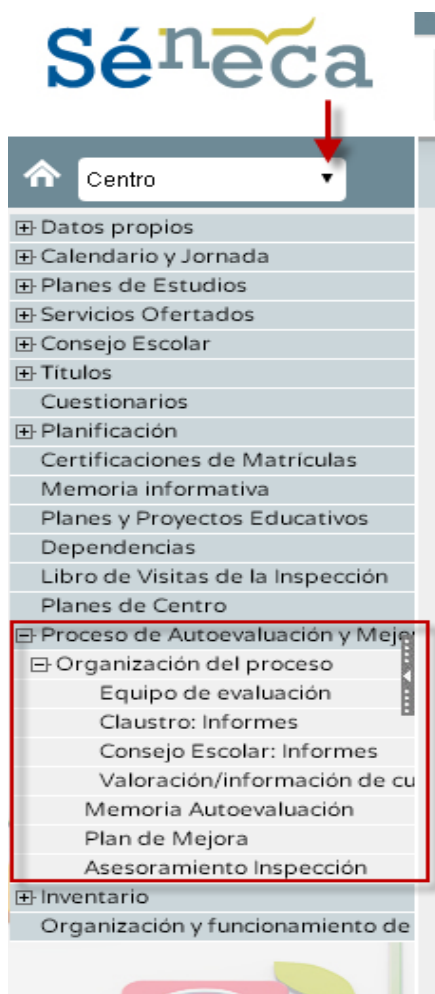 Séneca
Centro
Datos propios
Calendario y Jornada
Planes de Estudios
Servicios Ofertados
Consejo Escolar
Títulos
Cuestionarios
Planificación
Certificaciones de Matrículas
Memoria informativa
Planes y Proyectos Educativos
Dependencias
Libro de Visitas de la Inspección
Planes de Centro
Proceso de Autoevaluación y Mejo
Organización del proceso
Equipo de evaluación
Claustro: Informes
Consejo Escolar: Informes
Valoración/información de cu
Memoria Autoevaluación
Plan de Mejora
Asesoramiento Inspección
Inventario
Organización y funcionamiento de